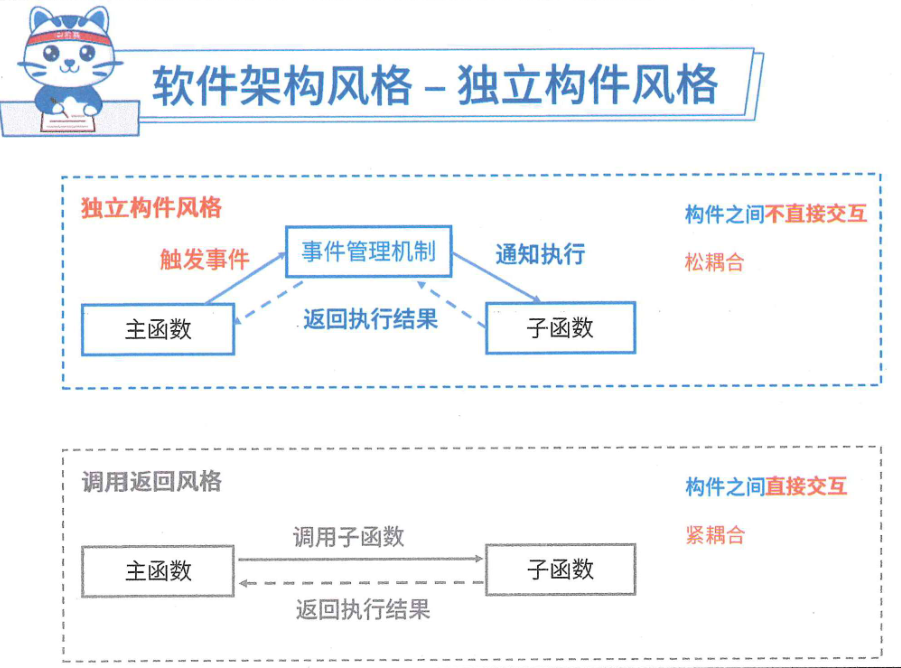 软件架构风格 – 独立构件风格
独立构件风格
构件之间不直接交互
触发事件
事件管理机制
通知执行
松耦合
返回执行结果
主函数
子函数
调用返回风格
构件之间直接交互
调用子函数
紧耦合
主函数
子函数
返回执行结果